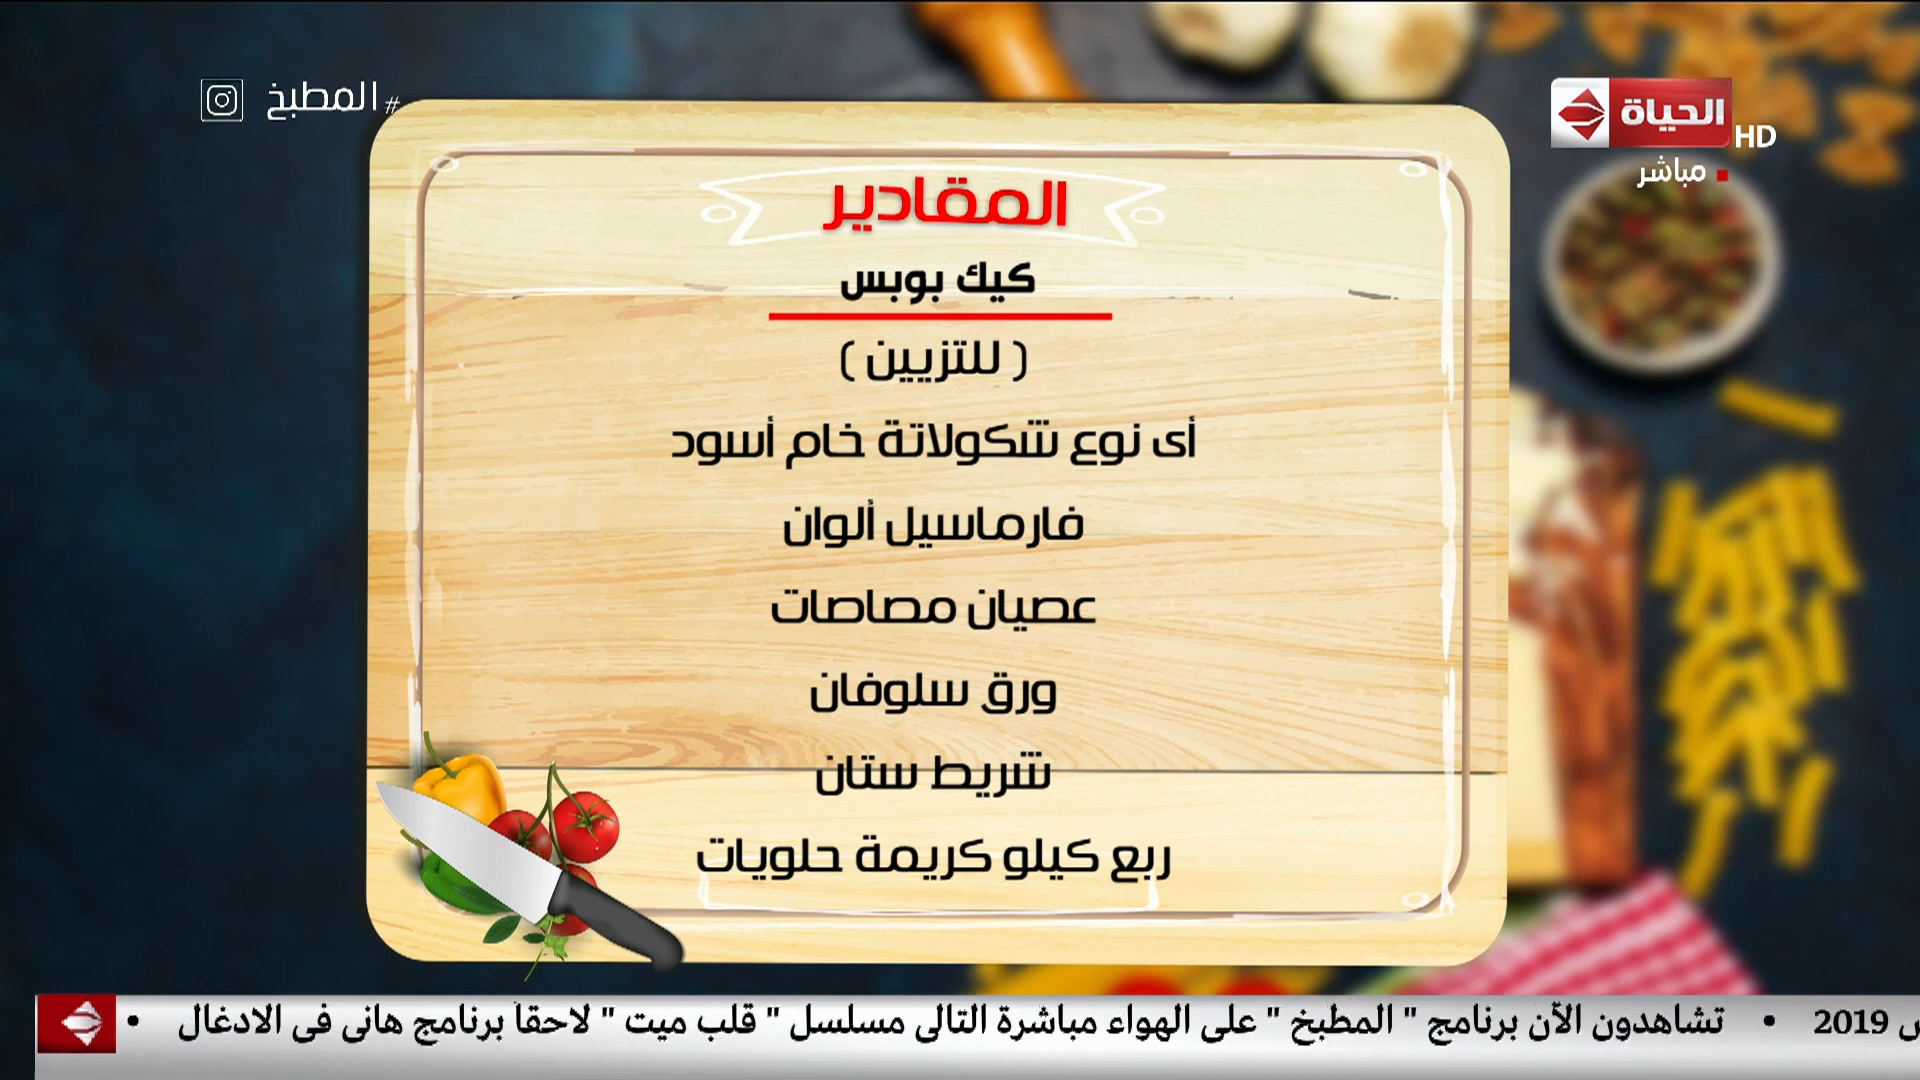 #المطبخ
الحياة
HD
مباشر
المقادير
كيك بوبس
( للتزيين )
أى نوع شكولاتة خام أسود
فارماسيل ألوان
عصيان مصاصات
ورق سلوفان
شريط ستان
ربع كيلو كريمة حلويات
2019 • تشاهدون الآن برنامج " المطبخ " على الهواء مباشرة التالى مسلسل " قلب ميت " لاحقاً برنامج هانى فى الادغال •